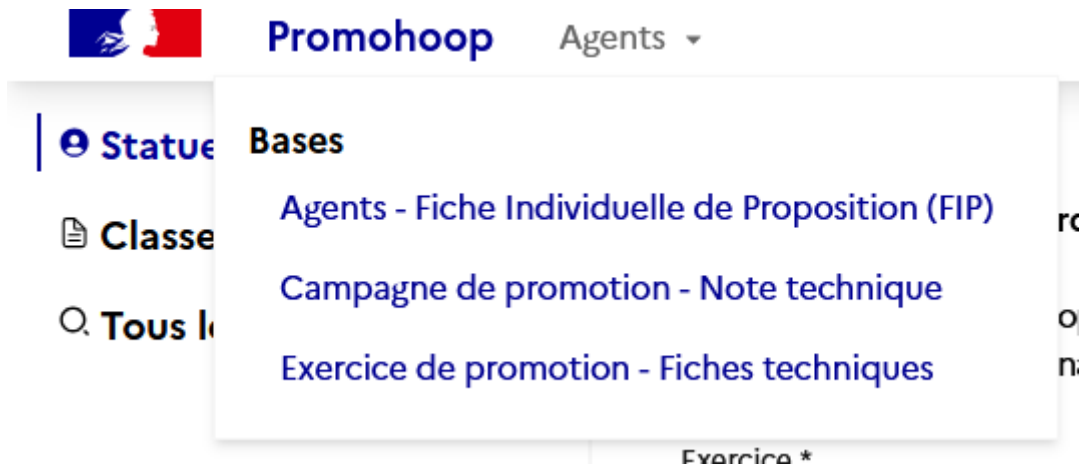 Promohoop Agents
Bases
Statue
Agents - Fiche Individuelle de Proposition (FIP)
Classe
Campagne de promotion - Note technique
Tous
Exercice de promotion - Fiches techniques
Exercice *